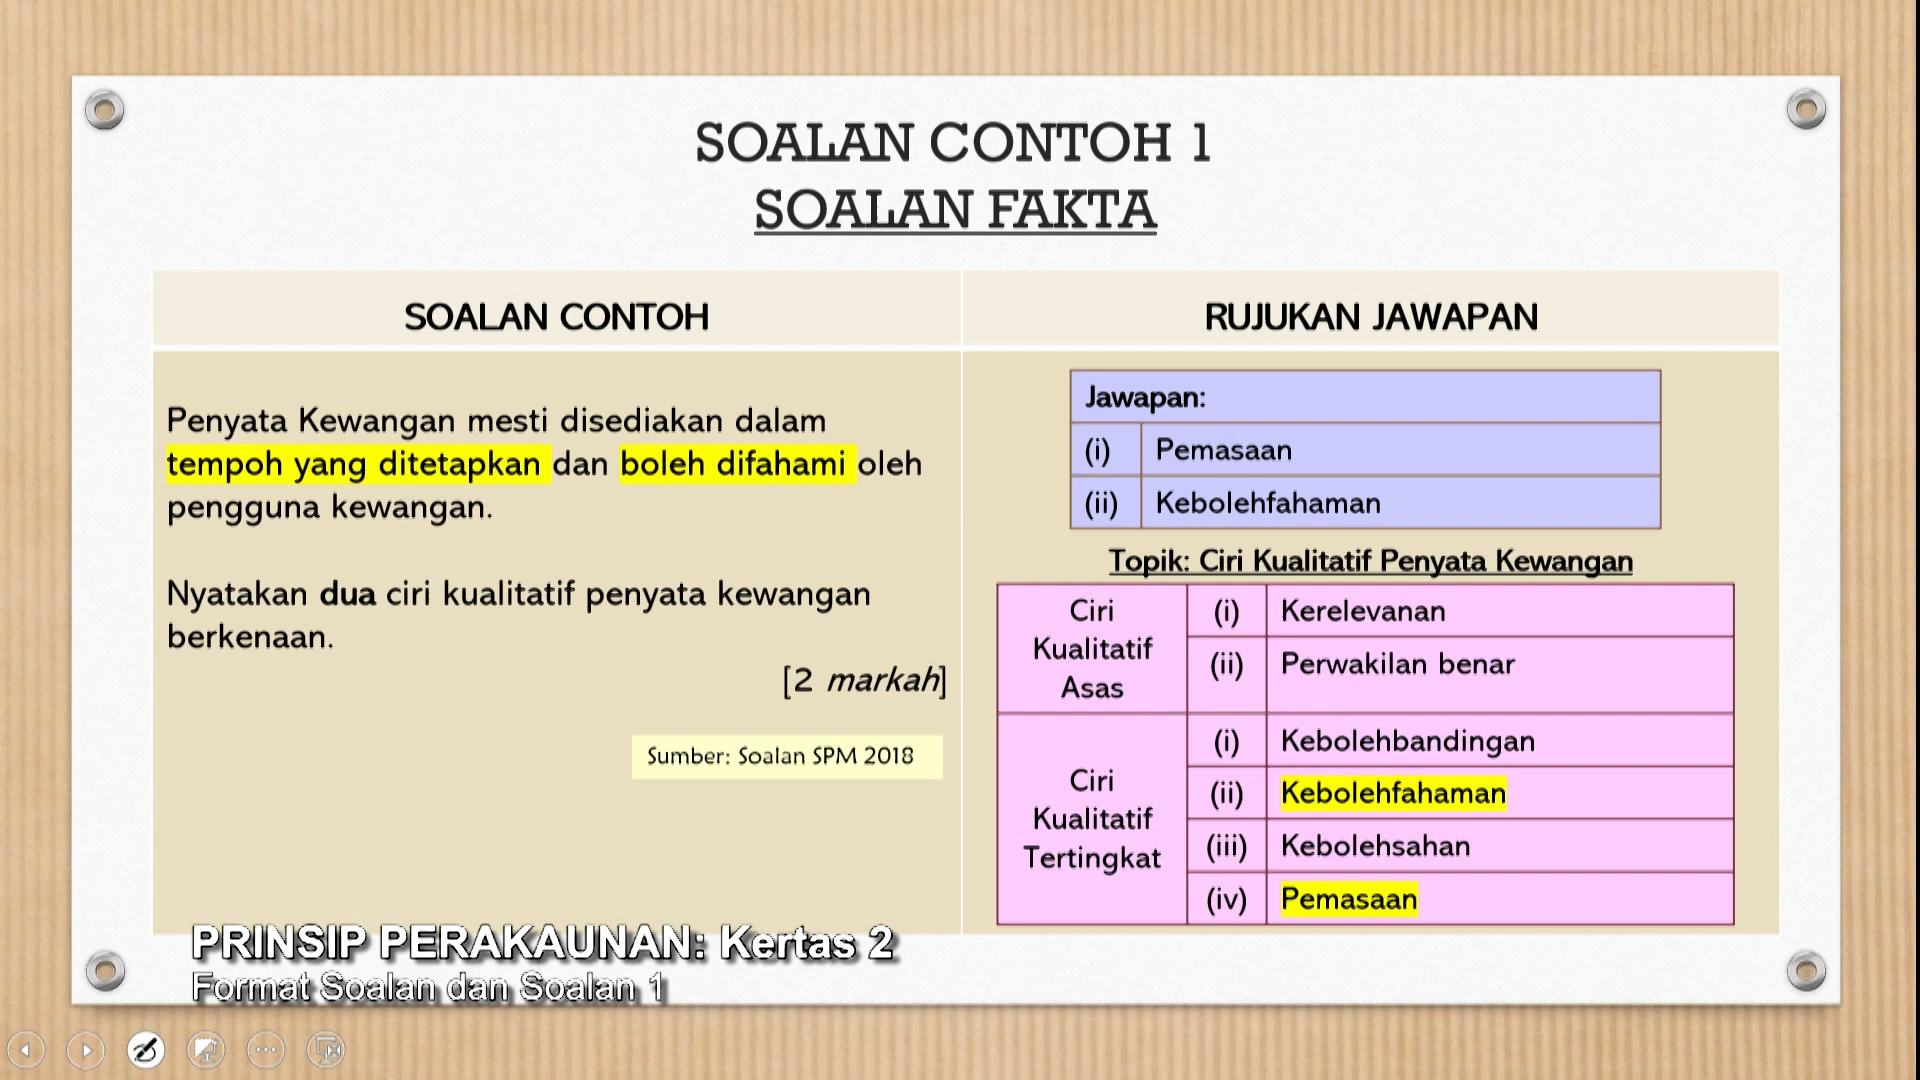 SOALAN CONTOH 1
SOALAN FAKTA
SOALAN CONTOH
RUJUKAN JAWAPAN
Penyata Kewangan mesti disediakan dalam
tempoh yang ditetapkan dan boleh difahami oleh
pengguna kewangan.
Nyatakan dua ciri kualitatif penyata kewangan
berkenaan.
[2 markah]
Sumber: Soalan SPM 2018
Jawapan:
(i) Pemasaan
(ii) Kebolehfahaman
Topik: Ciri Kualitatif Penyata Kewangan
Ciri
Kualitatif
Asas
(i) Kerelevanan
(ii) Perwakilan benar
Ciri
Kualitatif
Tertingkat
(i) Kebolehbandingan
(ii) Kebolehfahaman
(iii) Kebolehsahan
(iv) Pemasaan
PRINSIP PERAKAUNAN: Kertas 2
Format Soalan dan Soalan 1